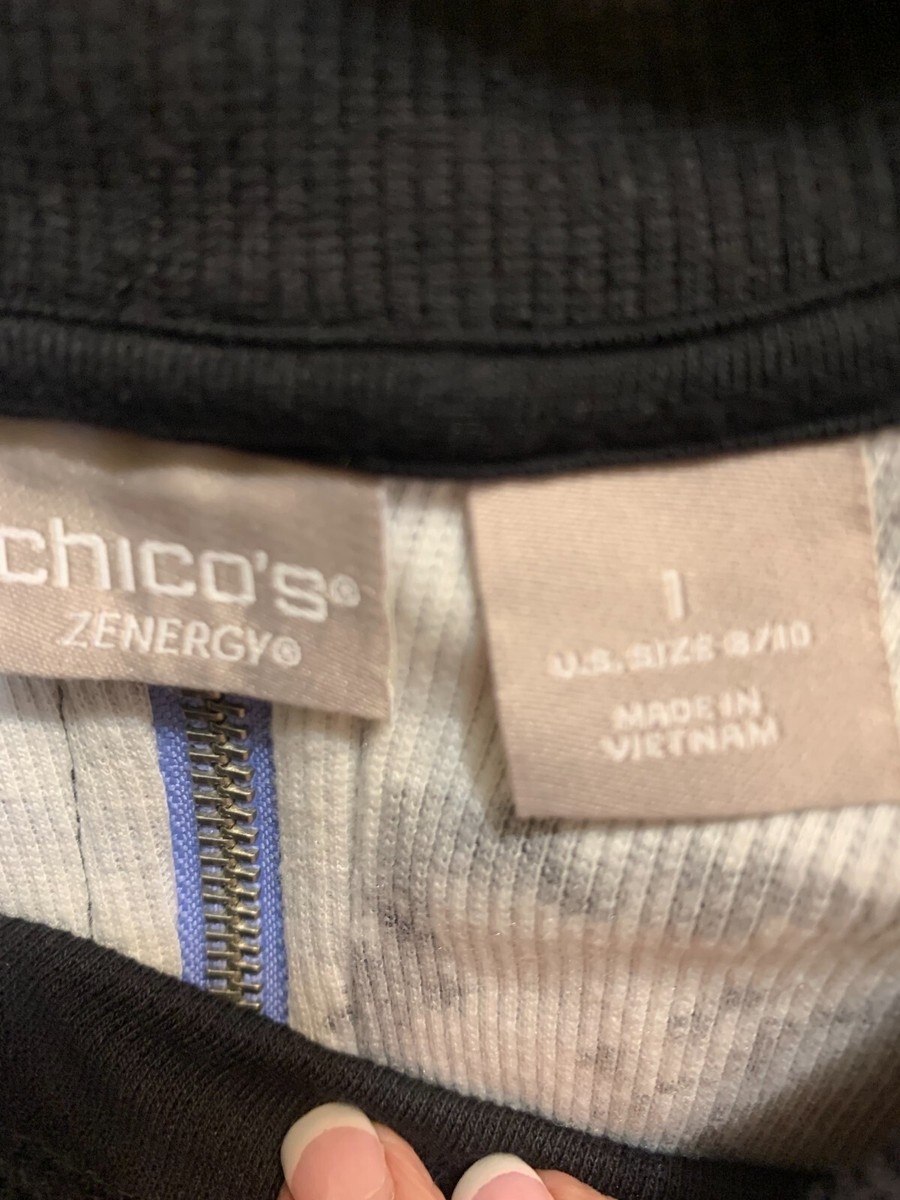 chico's®
ZENERGY®
1
U.S. SIZE 8/10
MADE IN
VIETNAM